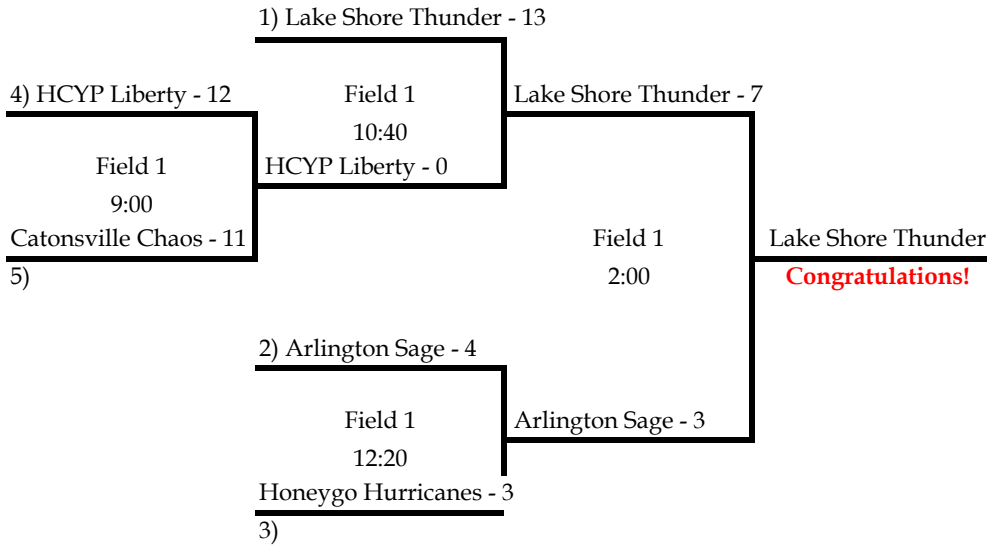 1) Lake Shore Thunder - 13
4) HCYP Liberty - 12
Field 1
10:40
Lake Shore Thunder - 7
Field 1
9:00
HCYP Liberty - 0
Catonsville Chaos - 11
5)
Field 1
2:00
Lake Shore Thunder
Congratulations!
2) Arlington Sage - 4
Field 1
12:20
Arlington Sage - 3
Honeygo Hurricanes - 3
3)